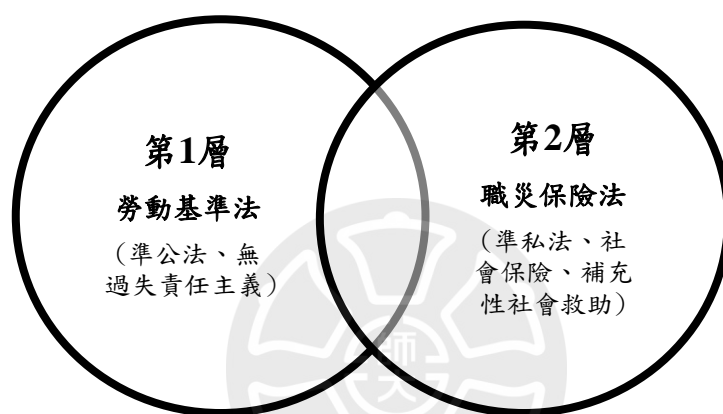 第1層
勞動基準法
（準公法、無
過失責任主義）
第2層
職災保險法
（準私法、社
會保險、補充
性社會救助）
師大